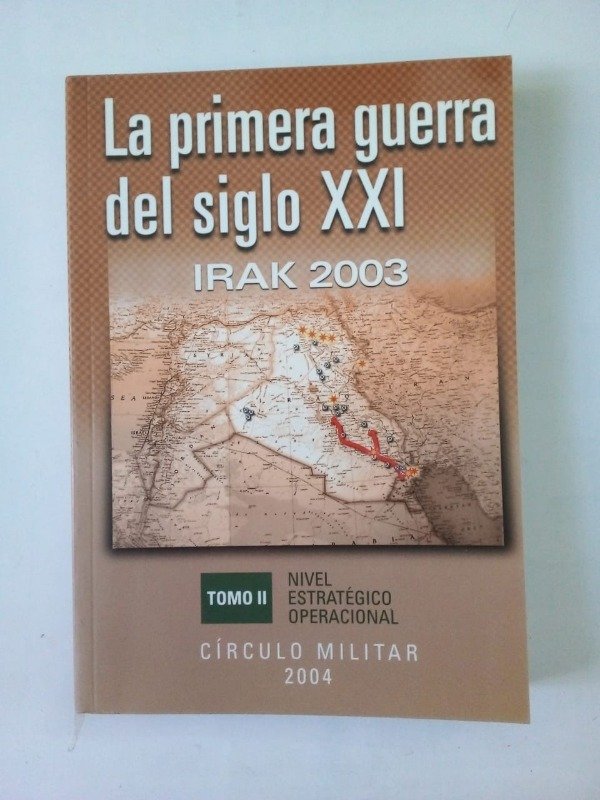 La primera guerra
del siglo XXI
IRAK 2003
TOMO II
NIVEL
ESTRATÉGICO
OPERACIONAL
CÍRCULO MILITAR
2004